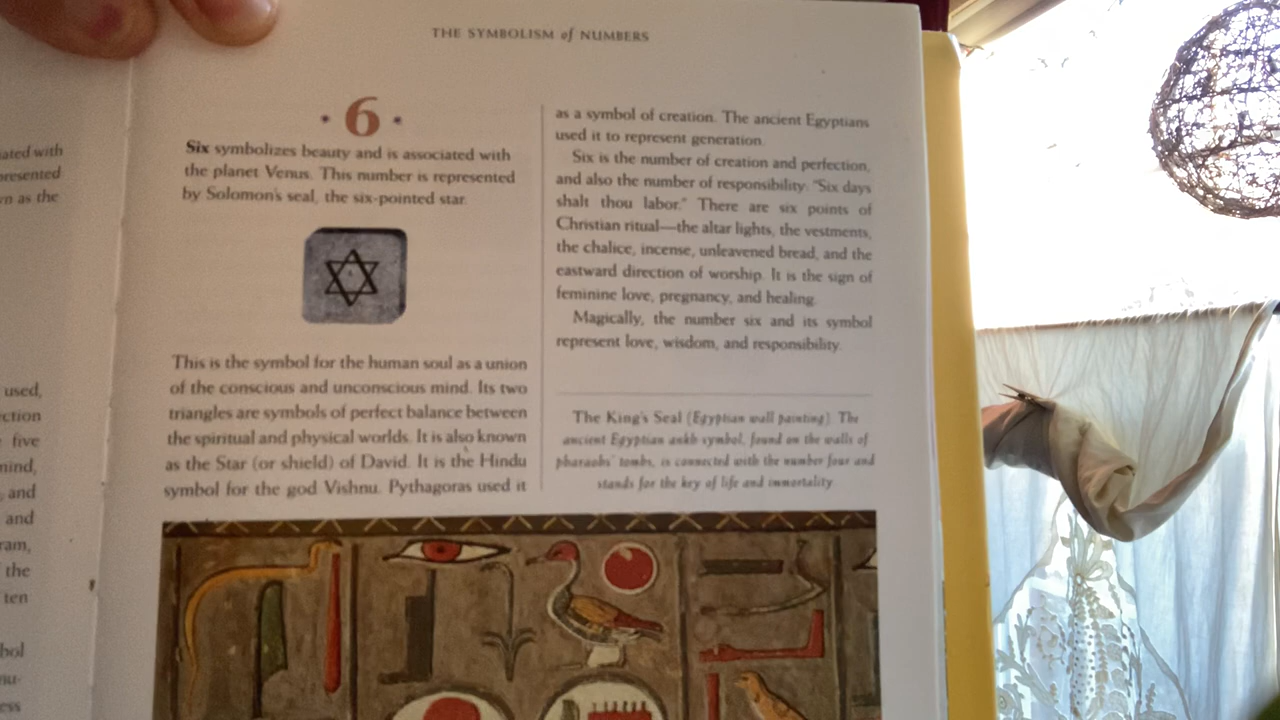 THE SYMBOLISM of NUMBERS
ated with
presented
n as the
used,
ction
five
mind,
and
and
ram,
the
ten
bol
nu-
ess
• 6 •
Six symbolizes beauty and is associated with
the planet Venus. This number is represented
by Solomon's seal, the six-pointed star.
This is the symbol for the human soul as a union
of the conscious and unconscious mind. Its two
triangles are symbols of perfect balance between
the spiritual and physical worlds. It is also known
as the Star (or shield) of David. It is the Hindu
symbol for the god Vishnu. Pythagoras used it
as a symbol of creation. The ancient Egyptians
used it to represent generation.
Six is the number of creation and perfection,
and also the number of responsibility: "Six days
shalt thou labor." There are six points of
Christian ritual—the altar lights, the vestments,
the chalice, incense, unleavened bread, and the
eastward direction of worship. It is the sign of
feminine love, pregnancy, and healing.
Magically, the number six and its symbol
represent love, wisdom, and responsibility.
The King's Seal (Egyptian wall painting). The
ancient Egyptian ankh symbol, found on the walls of
pharaohs' tombs, is connected with the number four and
stands for the key of life and immortality.